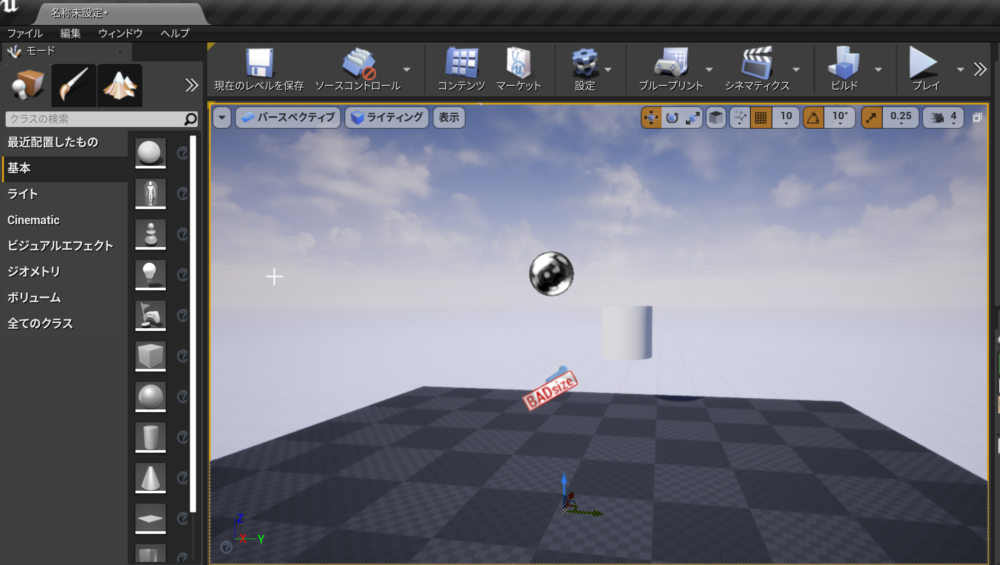 名称未設定*
ファイル 編集 ウィンドウ ヘルプ
モード
現在のレベルを保存 ソースコントロール コンテンツ マーケット 設定 ブループリント シネマティクス ビルド プレイ
クラスの検索
パースペクティブ ライティング 表示 10 10° 0.25 4
最近配置したもの
基本
ライト
Cinematic
ビジュアルエフェクト
ジオメトリ
ボリューム
全てのクラス
BADsize
Z
X Y